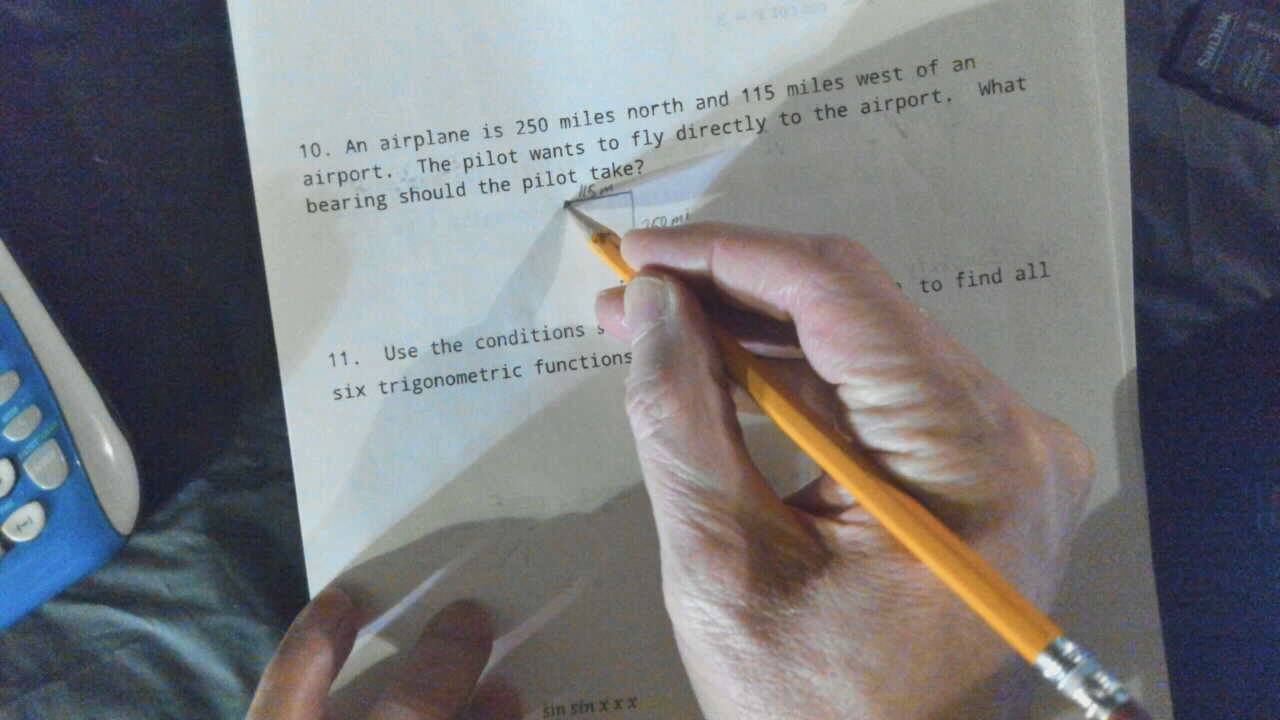 10. An airplane is 250 miles north and 115 miles west of an
airport. The pilot wants to fly directly to the airport. What
bearing should the pilot take?
115 m
250 mi
11. Use the conditions to find all
six trigonometric functions
sin sin x x x
SanDisk